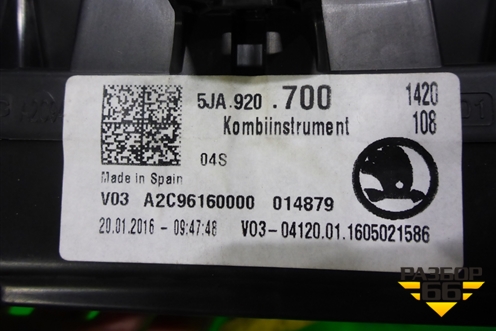 5JA.920.700 1420
Kombiinstrument 108
04S
Made in Spain
V03 A2C96160000 014879
20.01.2016 - 09:47:48 V03-04120.01.1605021586
РАЗБОР
66